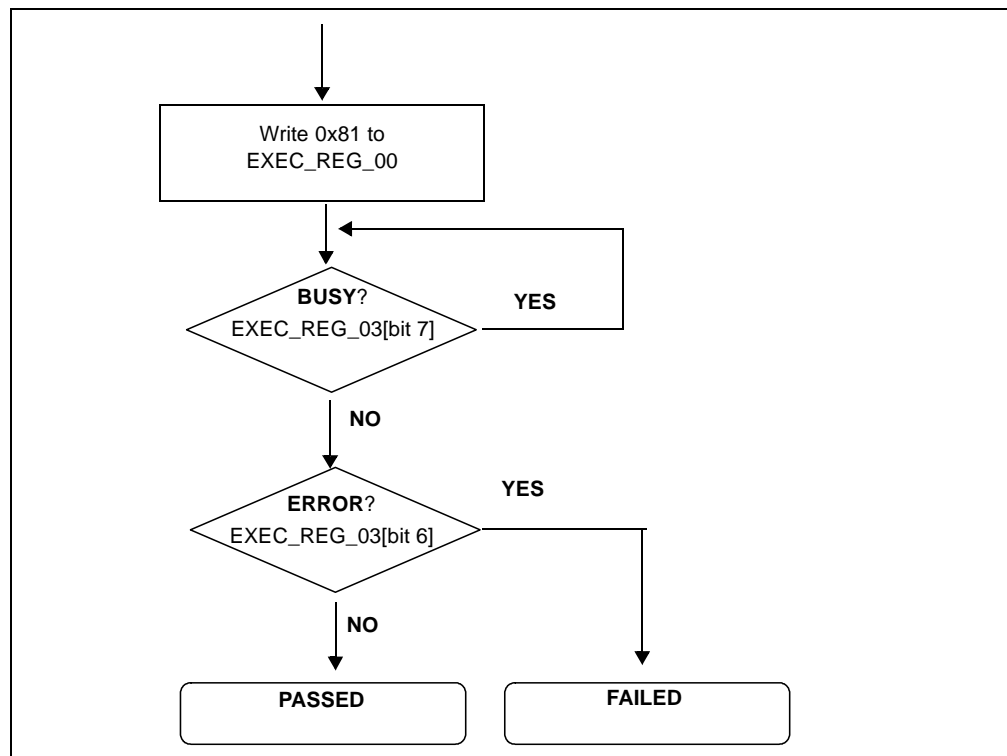 Write 0x81 to
EXEC_REG_00
BUSY?
EXEC_REG_03[bit 7]
YES
NO
ERROR?
EXEC_REG_03[bit 6]
YES
NO
PASSED
FAILED